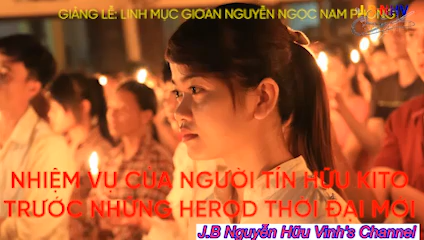 GIẢNG LỄ: LINH MỤC GIOAN NGUYỄN NGỌC NAM PHONG
NHIỆM VỤ CỦA NGƯỜI TÍN HỮU KITO
TRƯỚC NHỮNG HEROD THỜI ĐẠI MỚI
J.B Nguyễn Hữu Vinh's Channel